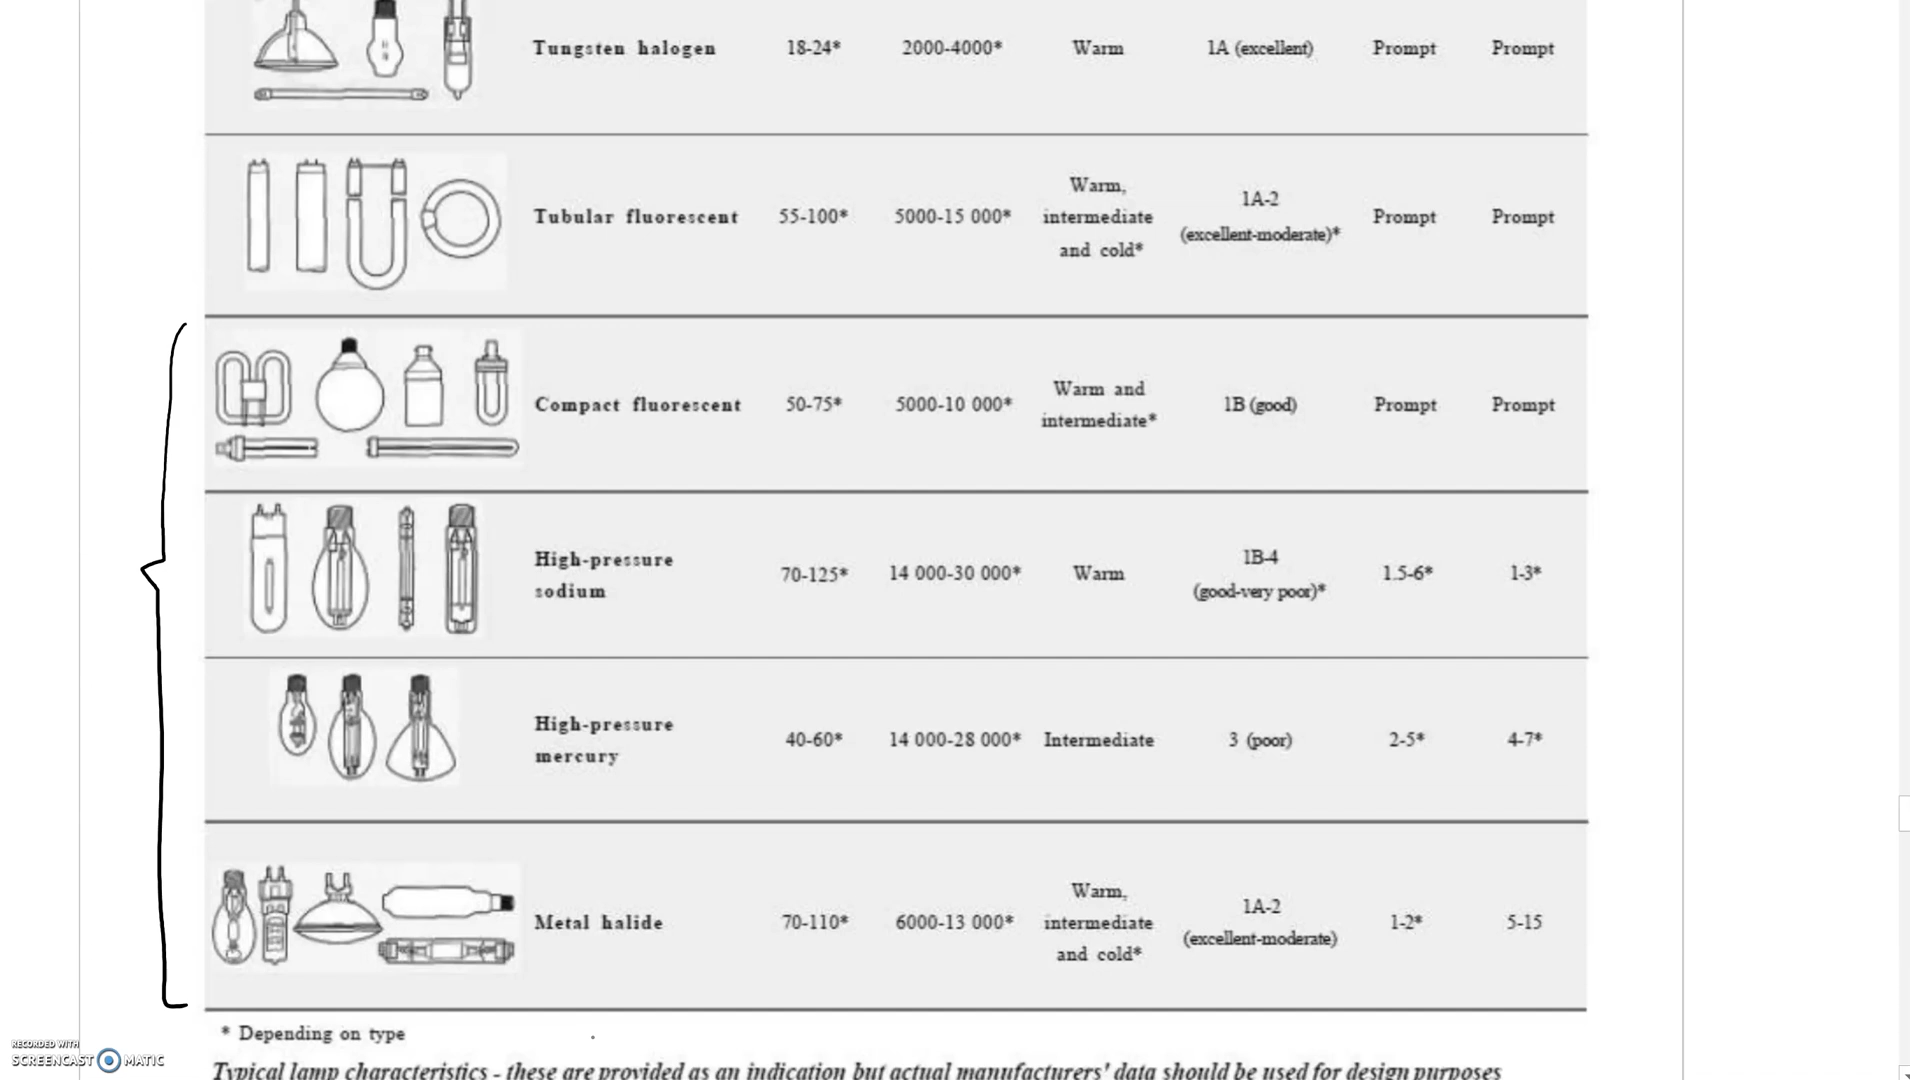 Tungsten halogen 18-24* 2000-4000* Warm 1A (excellent) Prompt Prompt
Tubular fluorescent 55-100* 5000-15 000* Warm, intermediate and cold* 1A-2 (excellent-moderate)* Prompt Prompt
Compact fluorescent 50-75* 5000-10 000* Warm and intermediate* 1B (good) Prompt Prompt
High-pressure sodium 70-125* 14 000-30 000* Warm 1B-4 (good-very poor)* 1.5-6* 1-3*
High-pressure mercury 40-60* 14 000-28 000* Intermediate 3 (poor) 2-5* 4-7*
Metal halide 70-110* 6000-13 000* Warm, intermediate and cold* 1A-2 (excellent-moderate) 1-2* 5-15
* Depending on type
Typical lamp characteristics - these are provided as an indication but actual manufacturers' data should be used for design purposes
RECORDED WITH
SCREENCAST MATIC